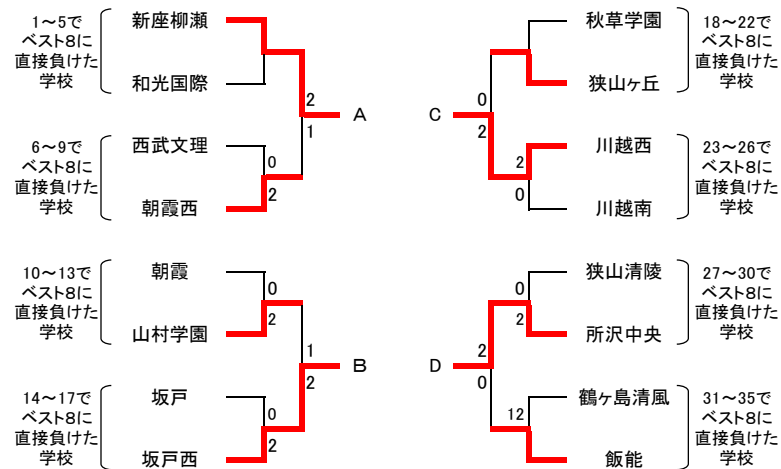 1～5で
ベスト8に
直接負けた
学校
新座柳瀬
和光国際
2
1
A
6～9で
ベスト8に
直接負けた
学校
西武文理
朝霞西
0
2
10～13で
ベスト8に
直接負けた
学校
朝霞
山村学園
0
2
1
2
B
14～17で
ベスト8に
直接負けた
学校
坂戸
坂戸西
0
2
秋草学園
狭山ヶ丘
18～22で
ベスト8に
直接負けた
学校
C
0
2
川越西
川越南
2
0
23～26で
ベスト8に
直接負けた
学校
狭山清陵
所沢中央
0
2
27～30で
ベスト8に
直接負けた
学校
D
2
0
鶴ヶ島清風
飯能
12
31～35で
ベスト8に
直接負けた
学校